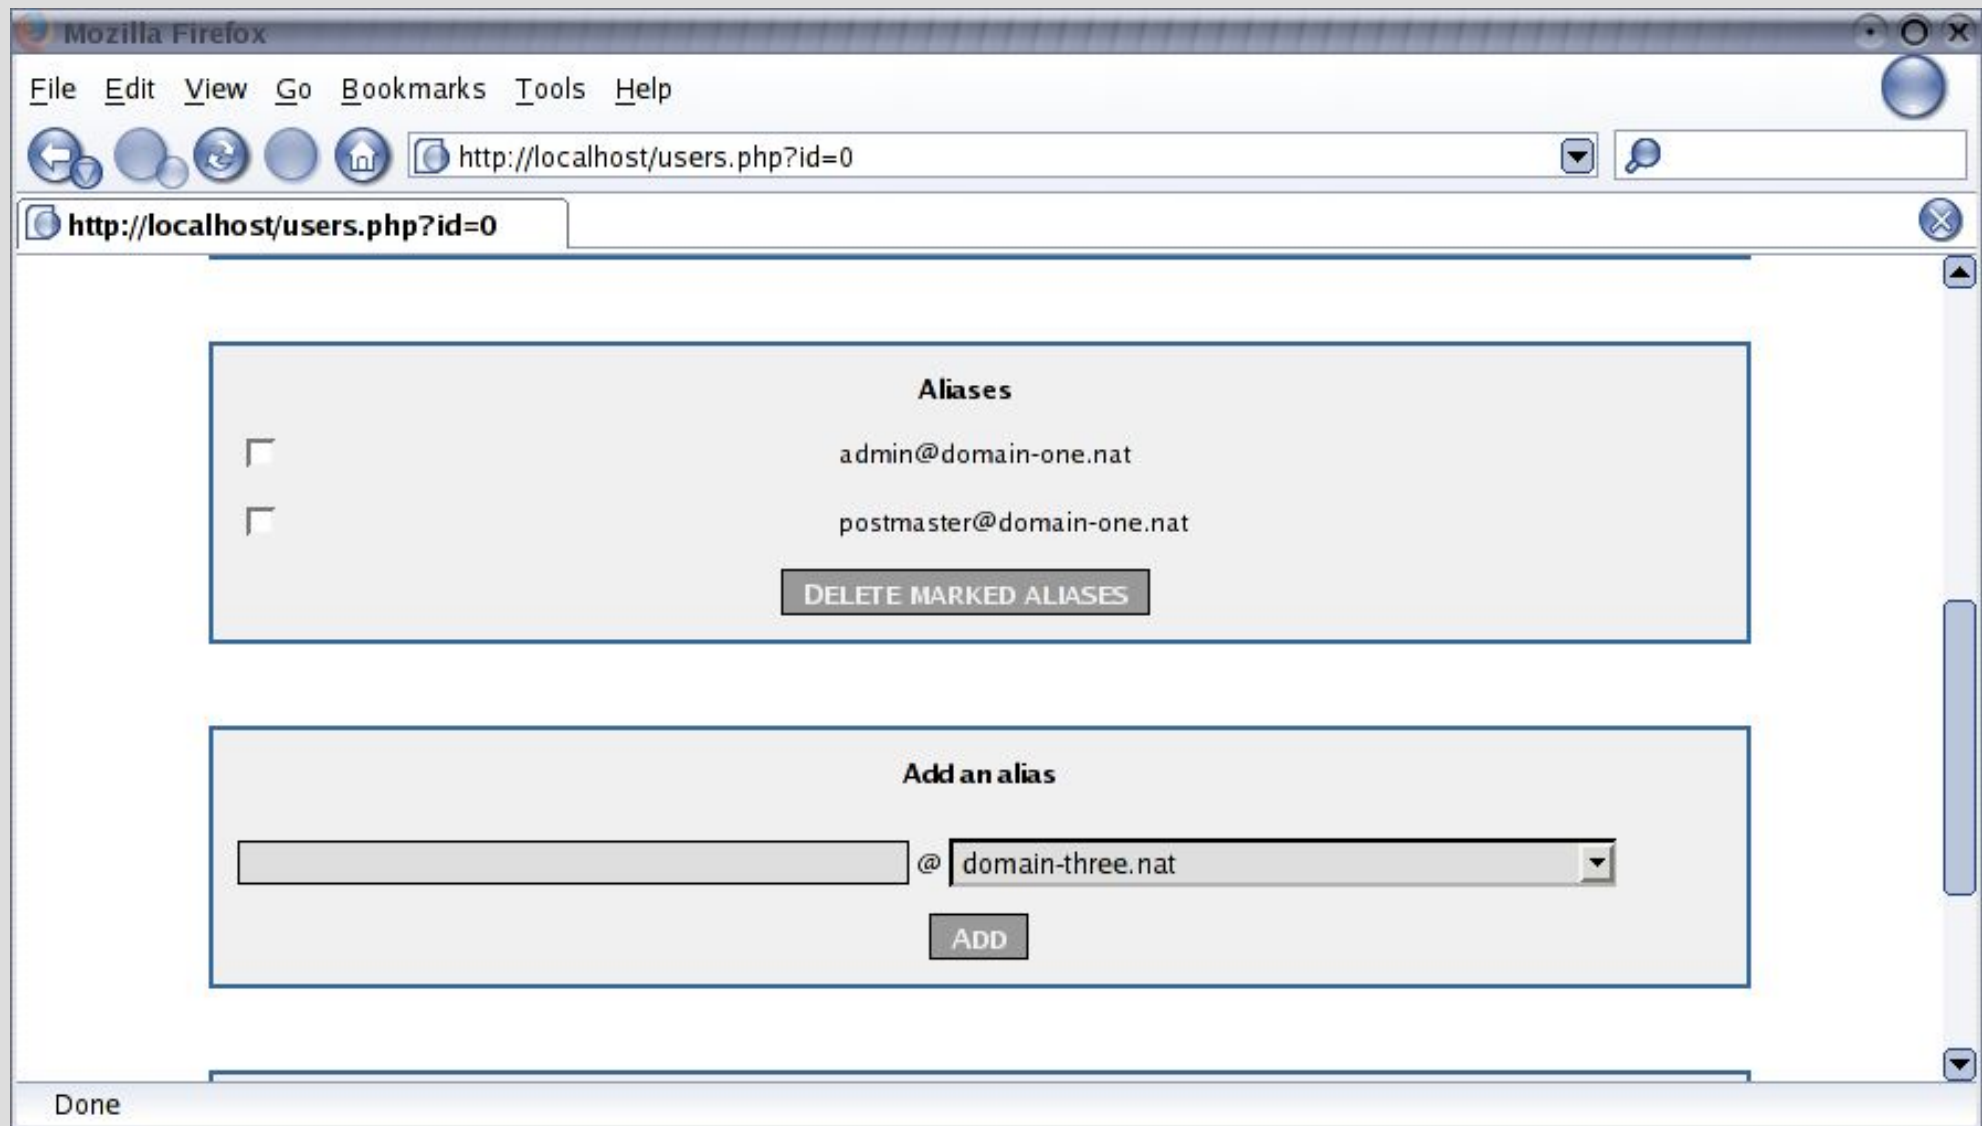 Mozilla Firefox
File Edit View Go Bookmarks Tools Help
http://localhost/users.php?id=0
http://localhost/users.php?id=0
Aliases
admin@domain-one.nat
postmaster@domain-one.nat
DELETE MARKED ALIASES
Add an alias
@ domain-three.nat
ADD
Done